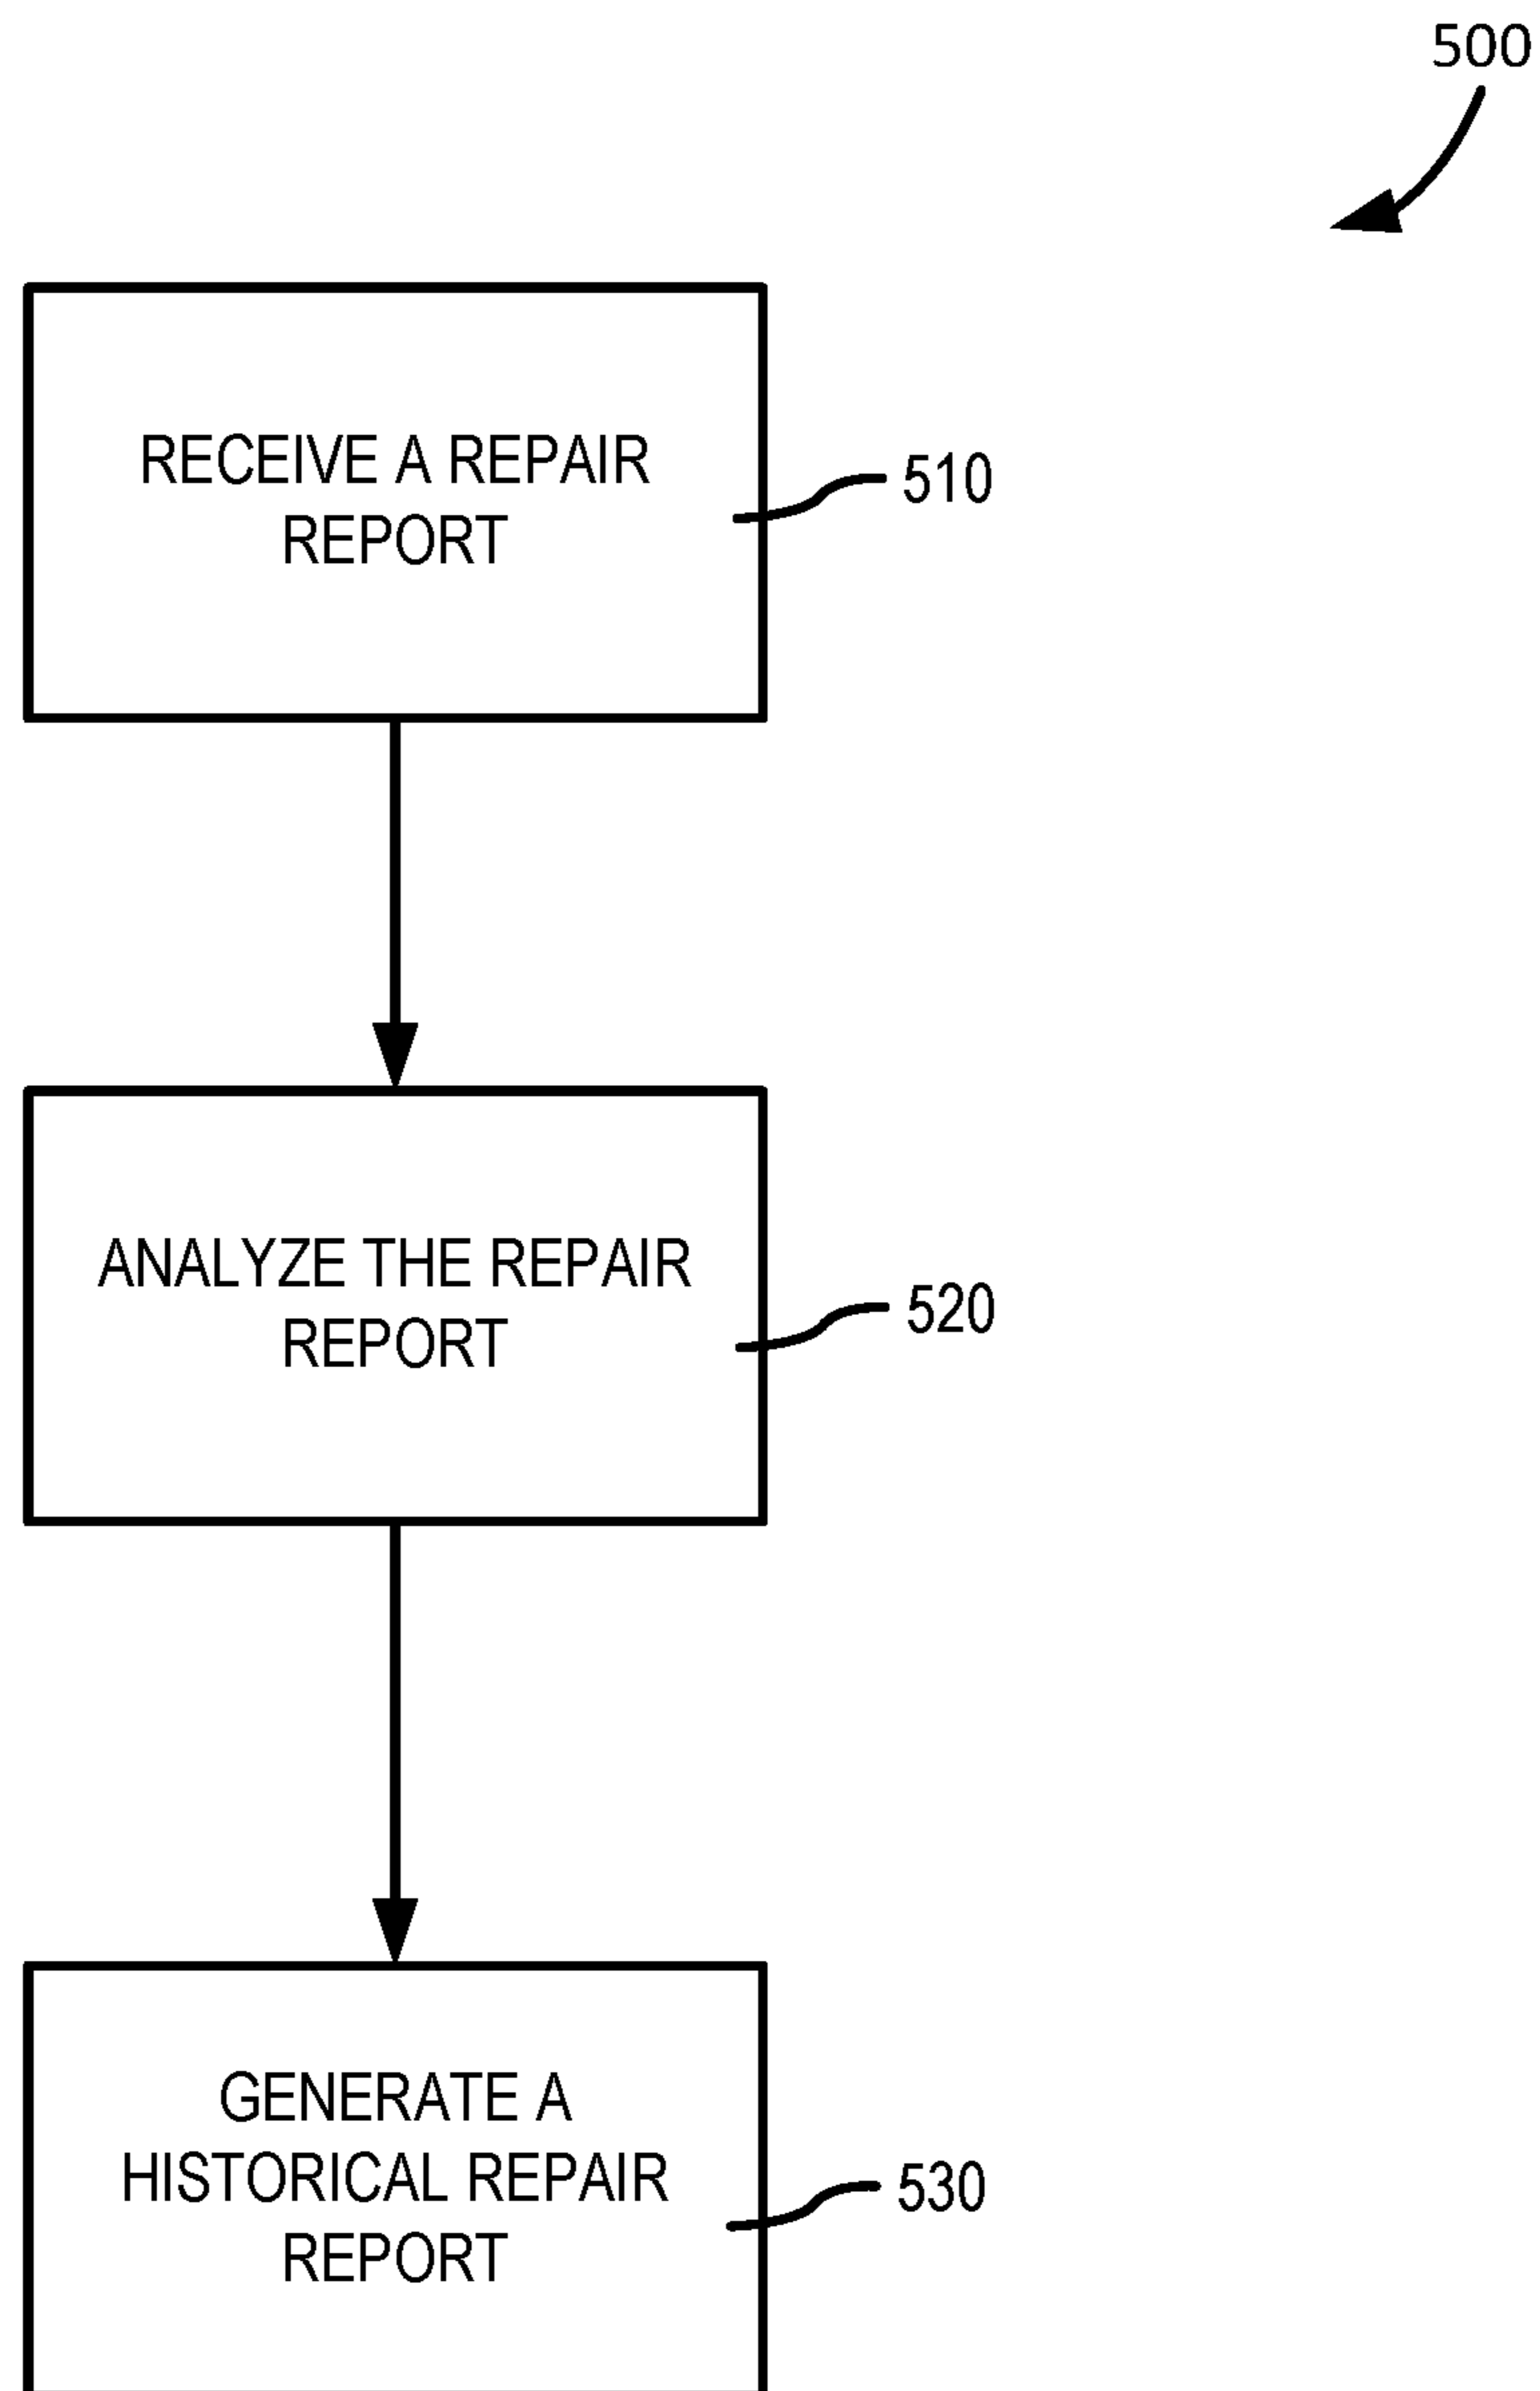 500
RECEIVE A REPAIR
REPORT
510
ANALYZE THE REPAIR
REPORT
520
GENERATE A
HISTORICAL REPAIR
REPORT
530